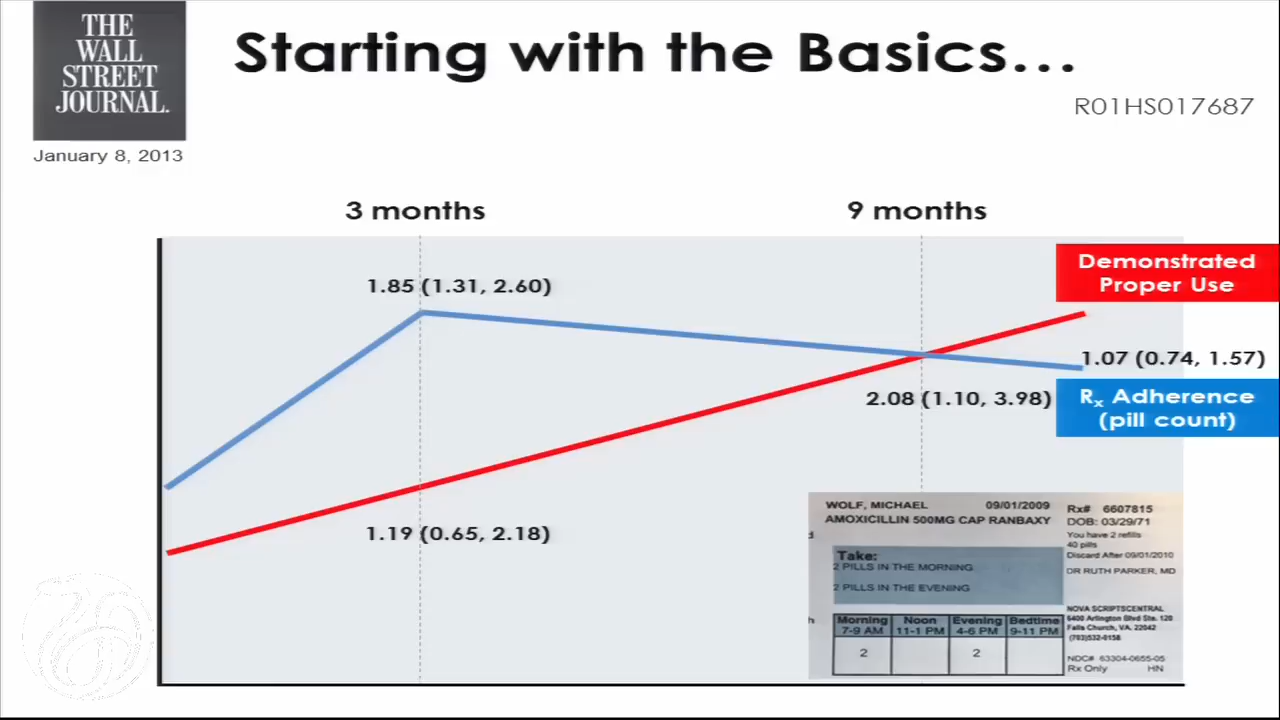 THE
WALL
STREET
JOURNAL.
January 8, 2013
Starting with the Basics...
R01HS017687
3 months
9 months
1.85 (1.31, 2.60)
Demonstrated
Proper Use
1.07 (0.74, 1.57)
2.08 (1.10, 3.98)
Rx Adherence
(pill count)
1.19 (0.65, 2.18)
WOLF, MICHAEL 09/01/2009
AMOXICILLIN 500MG CAP RANBAXY
Rx# 6607815
DOB: 03/29/71
You have 2 refills
40 pills
Discard After 09/01/2010
DR RUTH PARKER, MD
Take:
2 PILLS IN THE MORNING
2 PILLS IN THE EVENING
Morning Noon Evening Bedtime
7-9 AM 11-1 PM 4-6 PM 9-11 PM
2 2
NOVA SCRIPTSCENTRAL
6400 Arlington Blvd Ste. 120
Falls Church, VA. 22042
(703)532-0158
NDC# 63304-0655-05
Rx Only HN